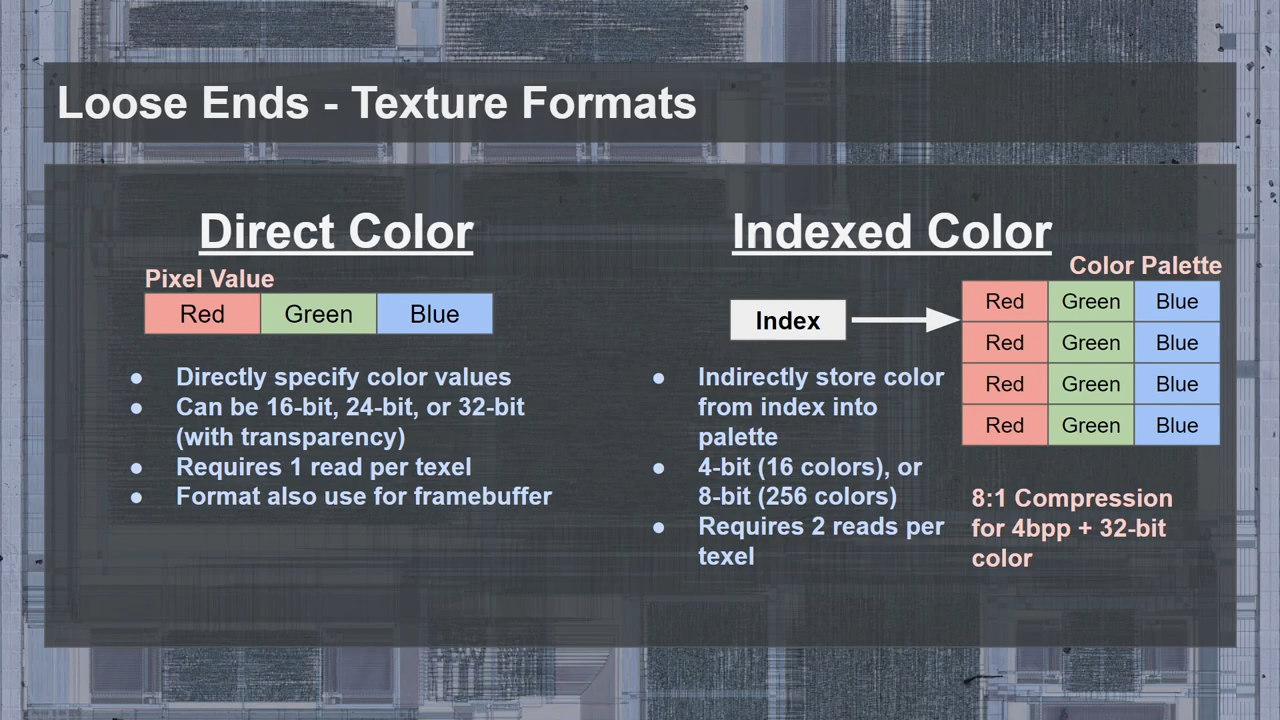 Loose Ends - Texture Formats
Direct Color
Pixel Value
Red Green Blue
● Directly specify color values
● Can be 16-bit, 24-bit, or 32-bit
(with transparency)
● Requires 1 read per texel
● Format also use for framebuffer
Indexed Color
Color Palette
Index
Red Green Blue
Red Green Blue
Red Green Blue
Red Green Blue
● Indirectly store color
from index into
palette
● 4-bit (16 colors), or
8-bit (256 colors)
● Requires 2 reads per
texel
8:1 Compression
for 4bpp + 32-bit
color